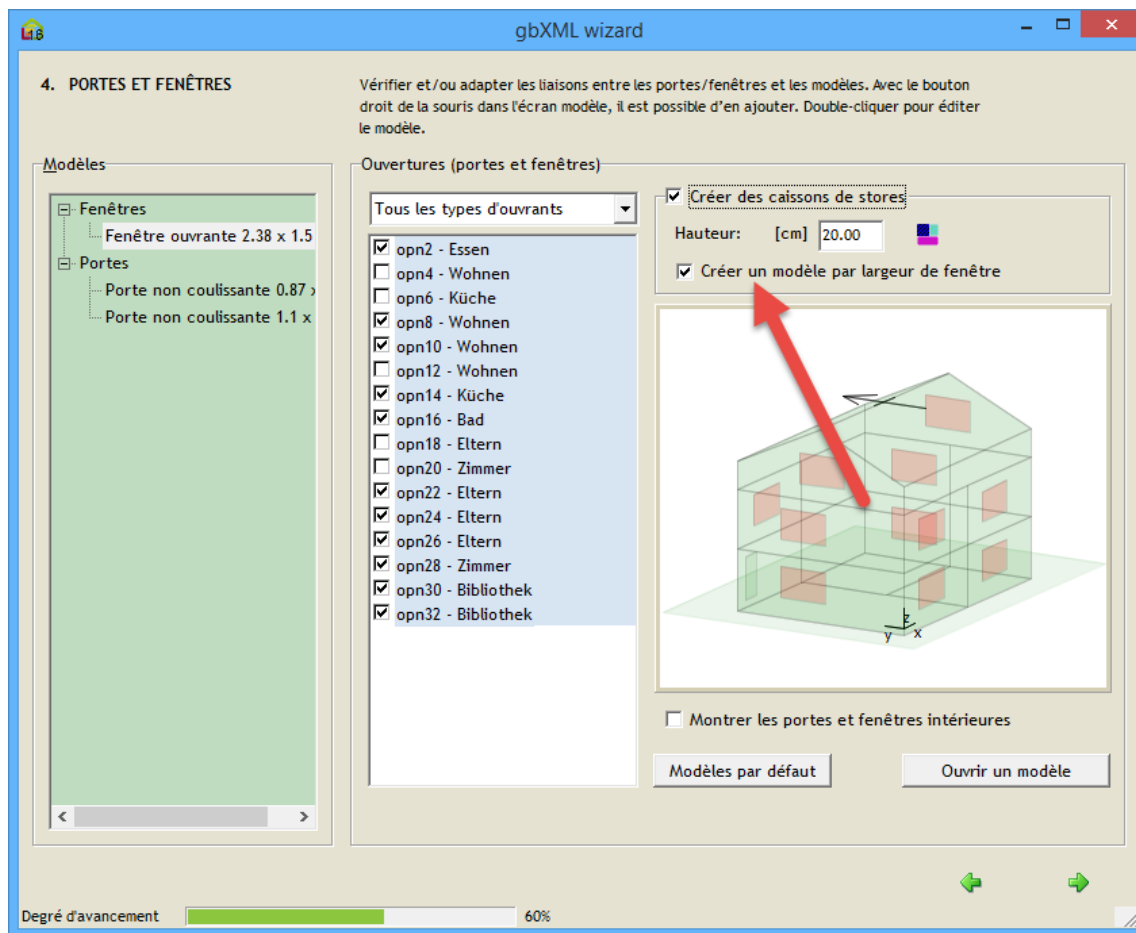 gbXML wizard
4. PORTES ET FENÊTRES
Vérifier et/ou adapter les liaisons entre les portes/fenêtres et les modèles. Avec le bouton
droit de la souris dans l'écran modèle, il est possible d'en ajouter. Double-cliquer pour éditer
le modèle.
Modèles
Fenêtres
Fenêtre ouvrante 2.38 x 1.5
Portes
Porte non coulissante 0.87 x
Porte non coulissante 1.1 x
Ouvertures (portes et fenêtres)
Tous les types d'ouvrants
opn2 - Essen
opn4 - Wohnen
opn6 - Küche
opn8 - Wohnen
opn10 - Wohnen
opn12 - Wohnen
opn14 - Küche
opn16 - Bad
opn18 - Eltern
opn20 - Zimmer
opn22 - Eltern
opn24 - Eltern
opn26 - Eltern
opn28 - Zimmer
opn30 - Bibliothek
opn32 - Bibliothek
Créer des caissons de stores
Hauteur: [cm] 20.00
Créer un modèle par largeur de fenêtre
z
y x
Montrer les portes et fenêtres intérieures
Modèles par défaut
Ouvrir un modèle
Degré d'avancement 60%